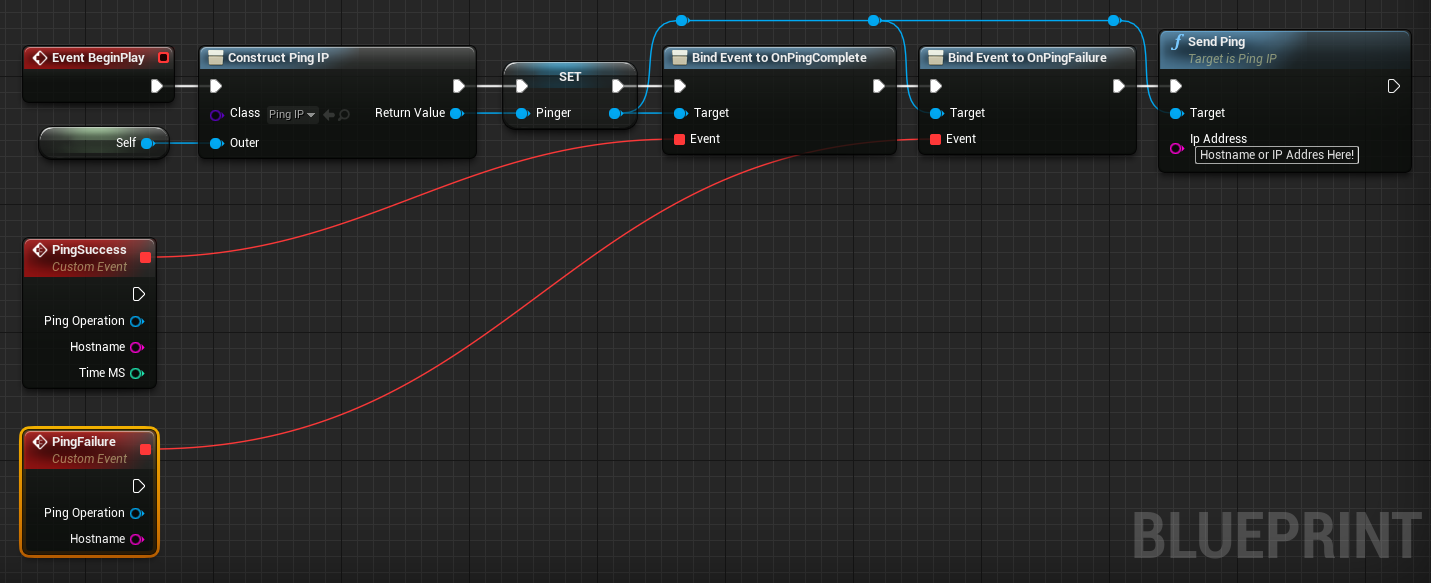 Event BeginPlay
Construct Ping IP
Class Ping IP
Return Value
Self
Outer
SET
Pinger
Bind Event to OnPingComplete
Target
Event
Bind Event to OnPingFailure
Target
Event
Send Ping
Target is Ping IP
Target
Ip Address
Hostname or IP Addres Here!
PingSuccess
Custom Event
Ping Operation
Hostname
Time MS
PingFailure
Custom Event
Ping Operation
Hostname
BLUEPRINT